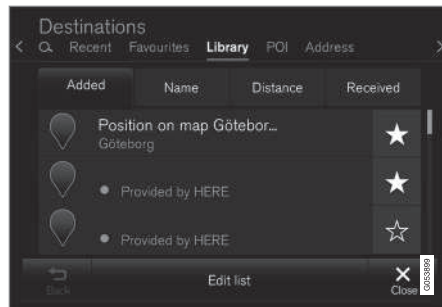 Destinations
Recent Favourites Library POI Address
Added Name Distance Received
Position on map Götebor...
Göteborg
Provided by HERE
Provided by HERE
Back Edit list Close
G053899